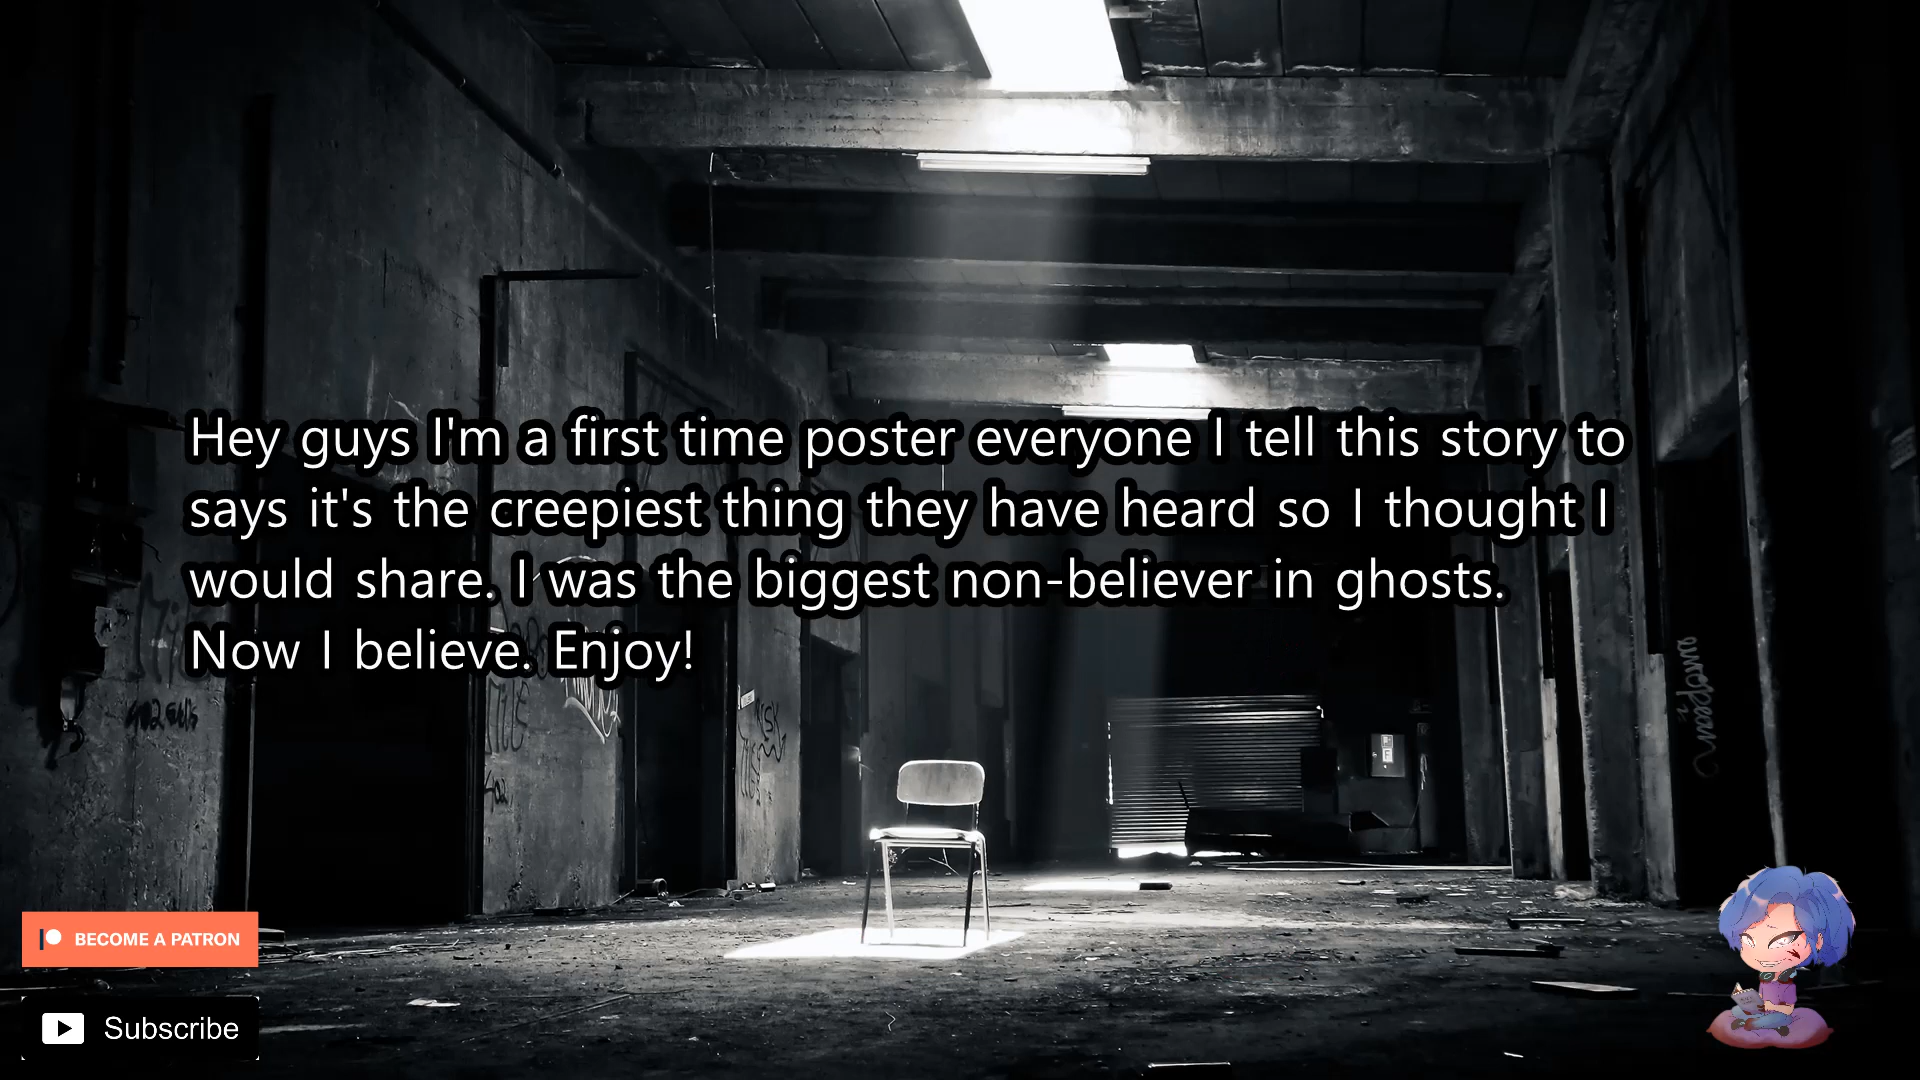 Hey guys I'm a first time poster everyone I tell this story to
says it's the creepiest thing they have heard so I thought I
would share. I was the biggest non-believer in ghosts.
Now I believe. Enjoy!
BECOME A PATRON
Subscribe